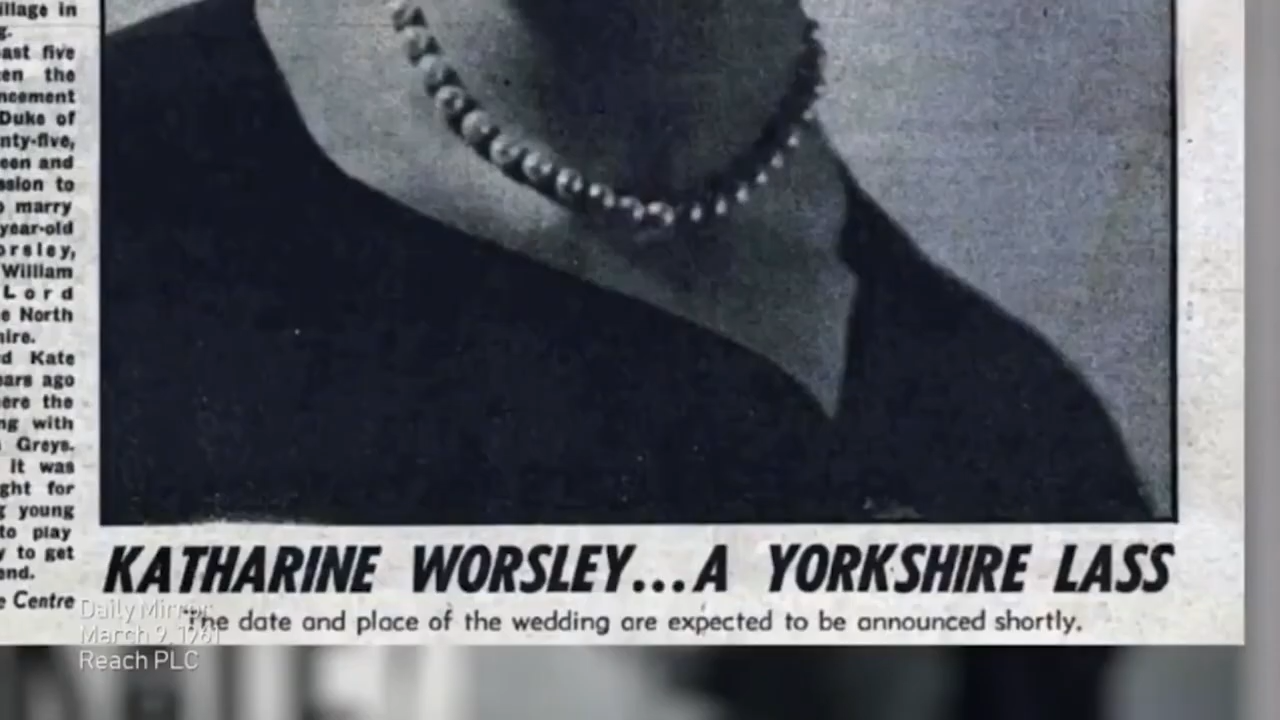 illage in
g.
ast five
en the
ncement
Duke of
nty-five,
een and
ssion to
o marry
year-old
orsley,
William
Lord
e North
hire.
d Kate
ears ago
ere the
ng with
s Greys.
it was
ght for
g young
to play
y to get
end.
e Centre
KATHARINE WORSLEY...A YORKSHIRE LASS
The date and place of the wedding are expected to be announced shortly.
Daily Mirror
March 9, 1961
Reach PLC